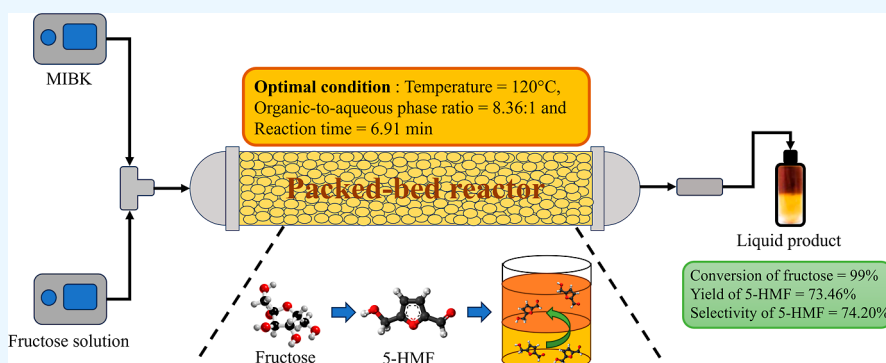 MIBK
Optimal condition : Temperature = 120°C,
Organic-to-aqueous phase ratio = 8.36:1 and
Reaction time = 6.91 min
Packed-bed reactor
Liquid product
Fructose solution
Fructose
5-HMF
Conversion of fructose = 99%
Yield of 5-HMF = 73.46%
Selectivity of 5-HMF = 74.20%